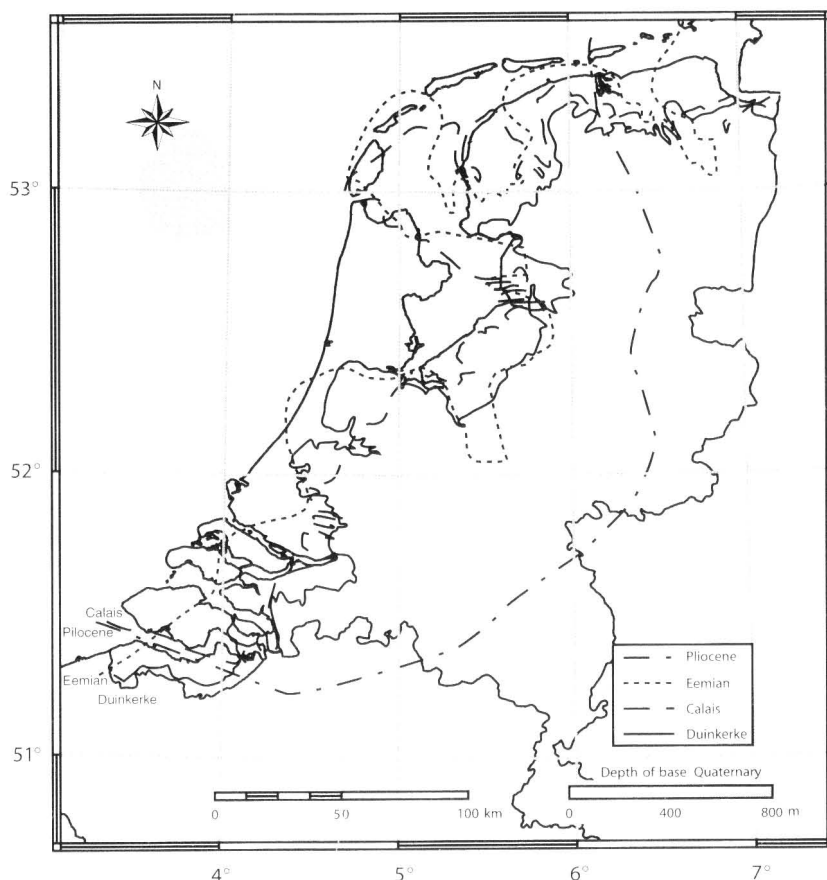 N
53°
52°
51°
Calais
Pilocene
Eemian
Duinkerke
Pliocene
Eemian
Calais
Duinkerke
Depth of base Quaternary
0 50 100 km
0 400 800 m
4° 5° 6° 7°